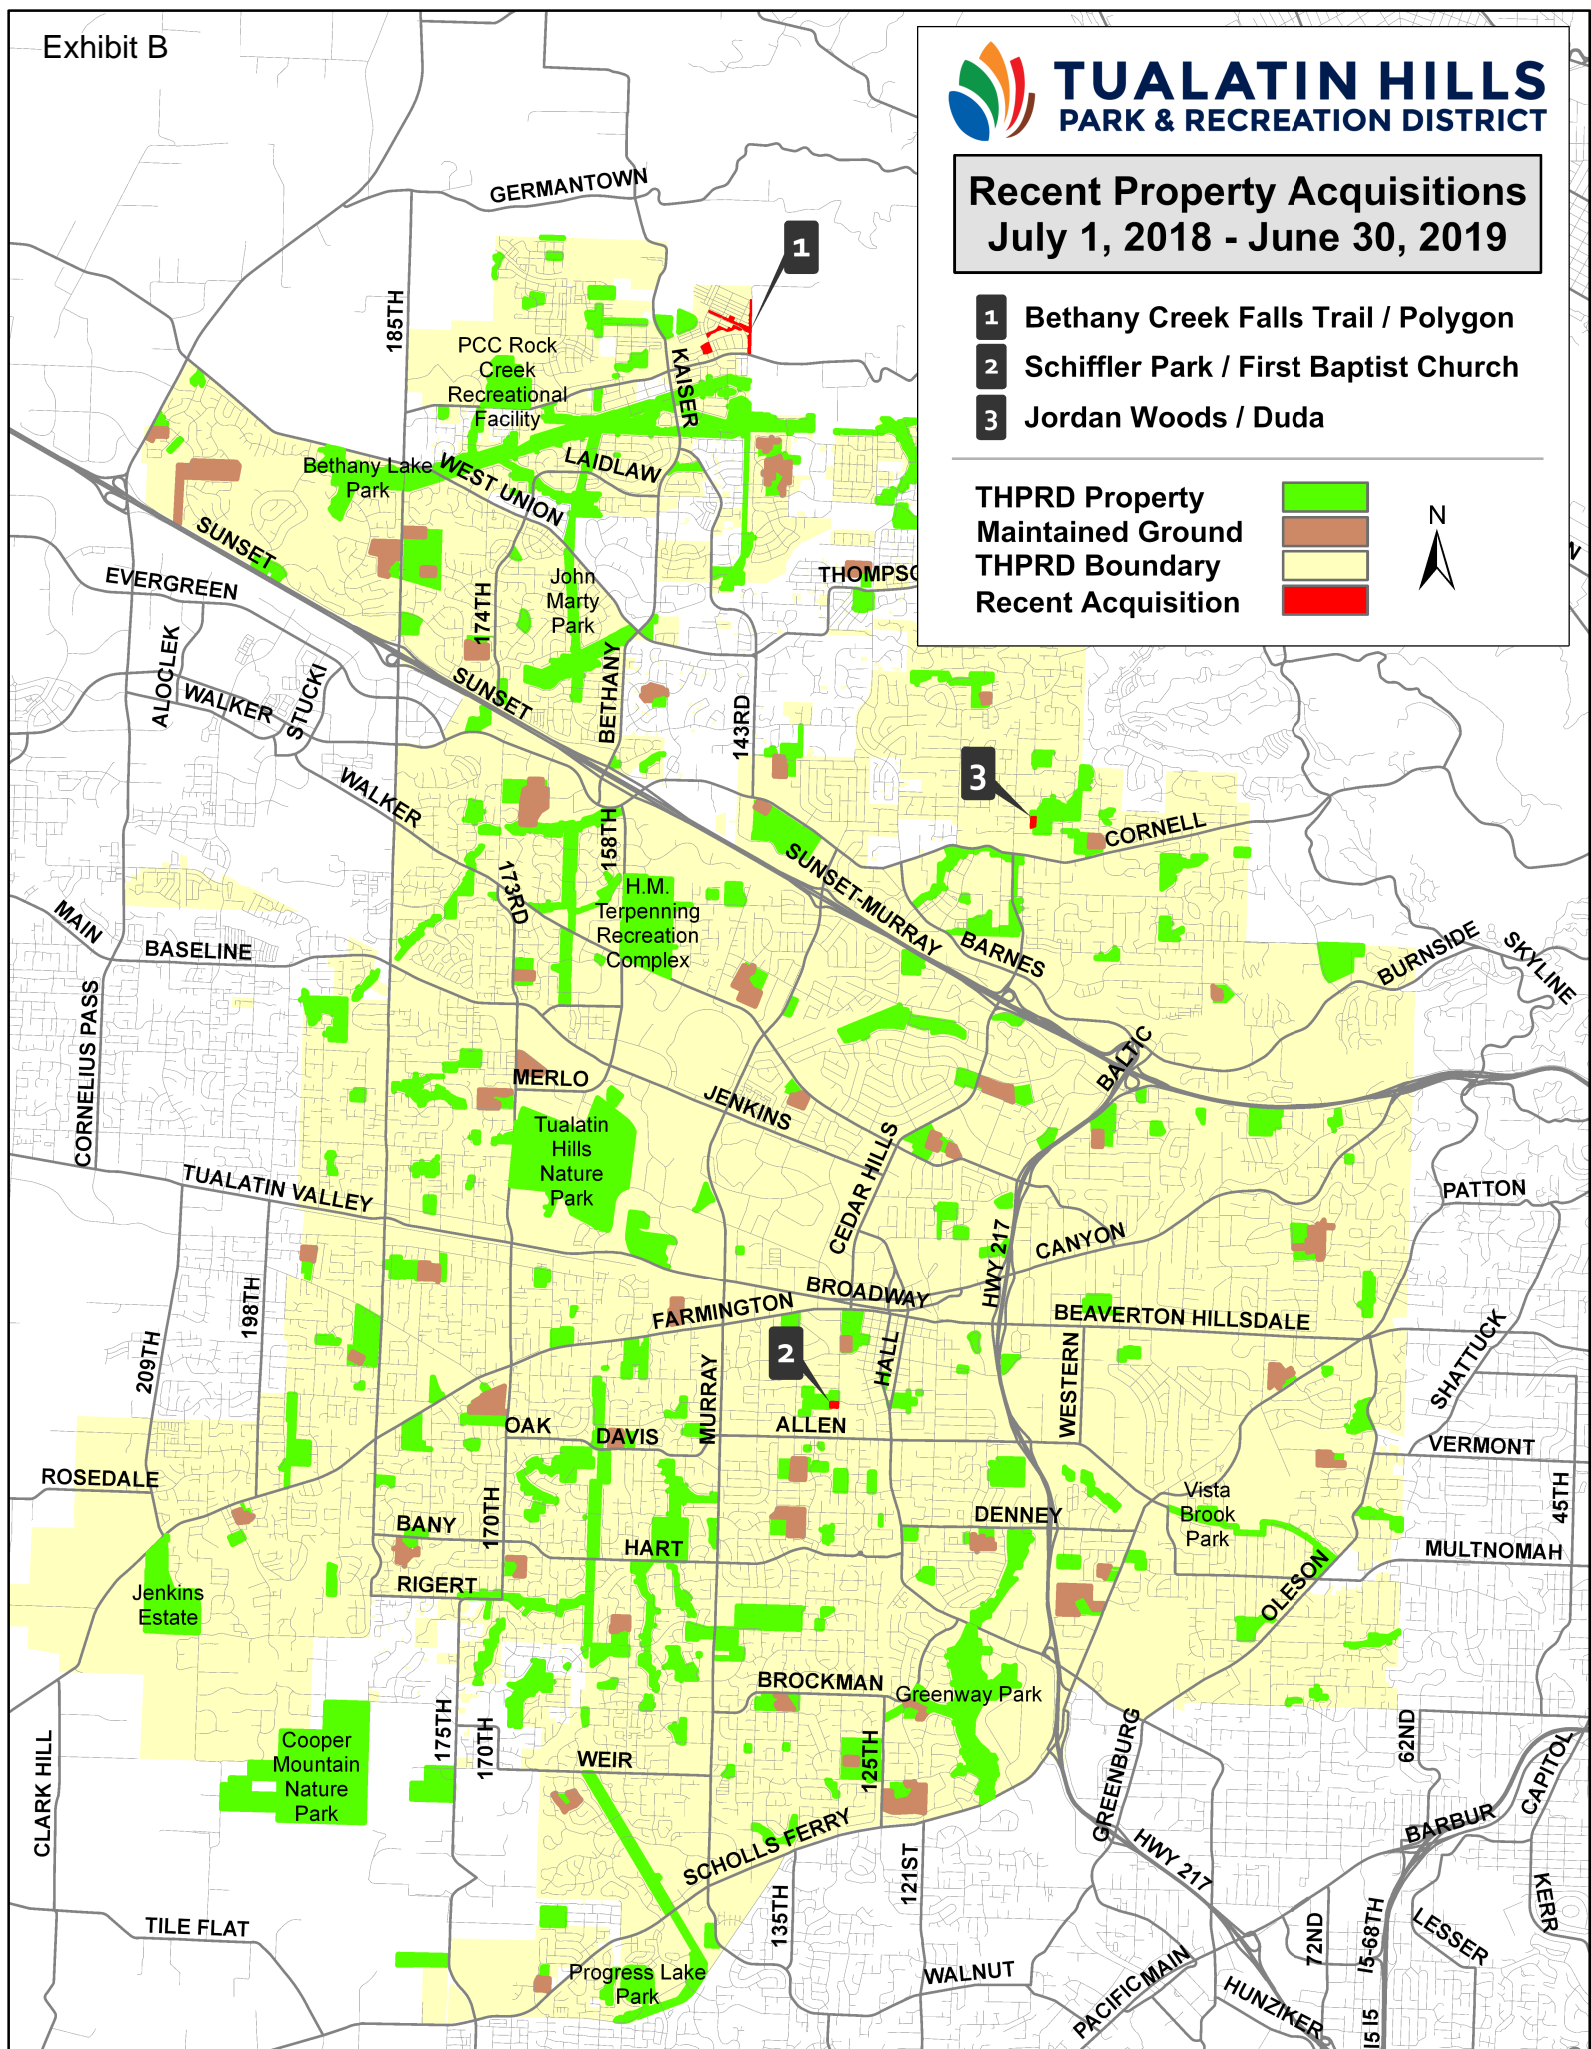 Exhibit B
TUALATIN HILLS
PARK & RECREATION DISTRICT
Recent Property Acquisitions
July 1, 2018 - June 30, 2019
1 Bethany Creek Falls Trail / Polygon
2 Schiffler Park / First Baptist Church
3 Jordan Woods / Duda
THPRD Property
Maintained Ground
THPRD Boundary
Recent Acquisition
N
GERMANTOWN
1
185TH
KAISER
PCC Rock
Creek
Recreational
Facility
Bethany Lake
Park
WEST UNION
LAIDLAW
SUNSET
EVERGREEN
174TH
John
Marty
Park
THOMPSO
ALOCLEK
WALKER
STUCKI
SUNSET
BETHANY
143RD
3
WALKER
158TH
CORNELL
173RD
SUNSET-MURRAY
H.M.
Terpenning
Recreation
Complex
MAIN
BASELINE
BARNES
BURNSIDE
SKYLINE
CORNELIUS PASS
BALTIC
MERLO
JENKINS
Tualatin
Hills
Nature
Park
CEDAR HILLS
TUALATIN VALLEY
PATTON
HWY 217
CANYON
198TH
BROADWAY
FARMINGTON
BEAVERTON HILLSDALE
209TH
2
HALL
MURRAY
WESTERN
SHATTUCK
OAK
DAVIS
ALLEN
VERMONT
ROSEDALE
170TH
Vista
Brook
Park
45TH
BANY
DENNEY
HART
MULTNOMAH
RIGERT
OLESON
Jenkins
Estate
BROCKMAN
Greenway Park
175TH
170TH
125TH
GREENBURG
62ND
CAPITOL
CLARK HILL
Cooper
Mountain
Nature
Park
WEIR
SCHOLLS FERRY
BARBUR
HWY 217
121ST
135TH
KERR
TILE FLAT
72ND
I5-68TH
LESSER
Progress Lake
Park
WALNUT
PACIFIC
MAIN
HUNZIKER
I5
I5